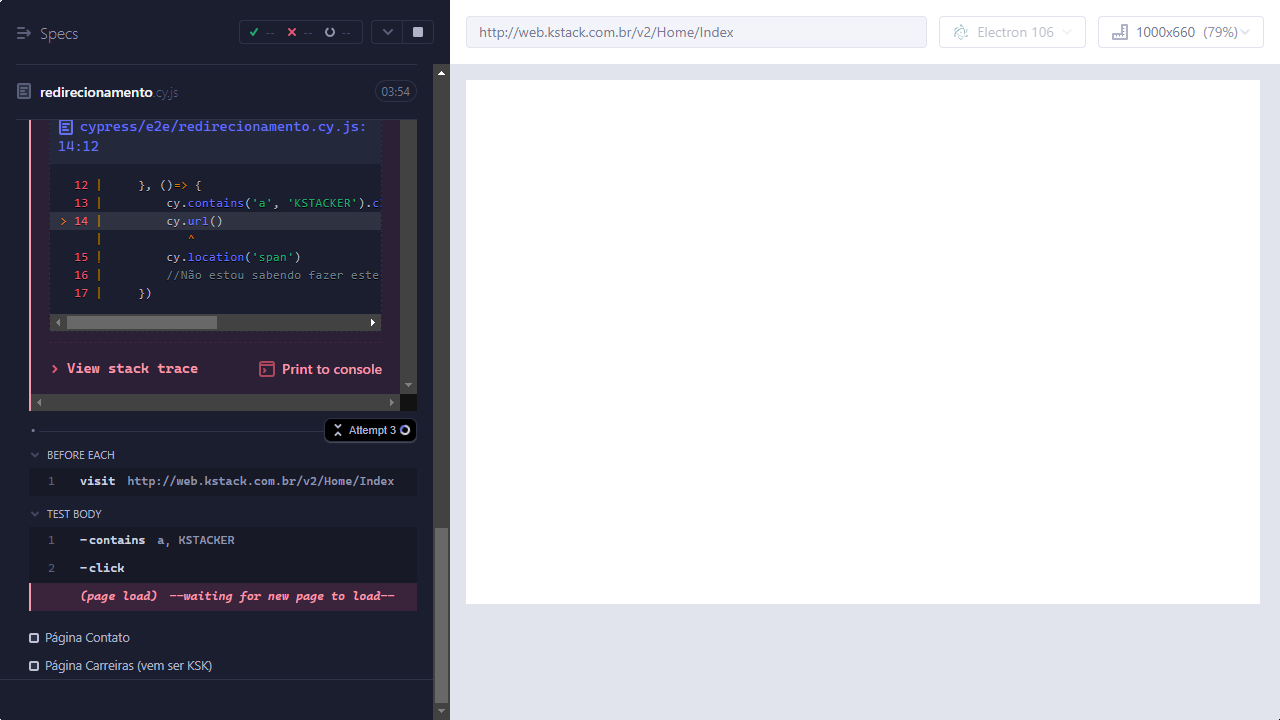 Specs
-- -- --
http://web.kstack.com.br/v2/Home/Index
Electron 106
1000x660 (79%)
redirecionamento.cy.js
03:54
cypress/e2e/redirecionamento.cy.js:
14:12
12 | }, ()=> {
13 | cy.contains('a', 'KSTACKER').c
> 14 | cy.url()
| ^
15 | cy.location('span')
16 | //Não estou sabendo fazer este
17 | })
View stack trace
Print to console
Attempt 3
BEFORE EACH
1 visit http://web.kstack.com.br/v2/Home/Index
TEST BODY
1 -contains a, KSTACKER
2 -click
(page load) --waiting for new page to load--
Página Contato
Página Carreiras (vem ser KSK)